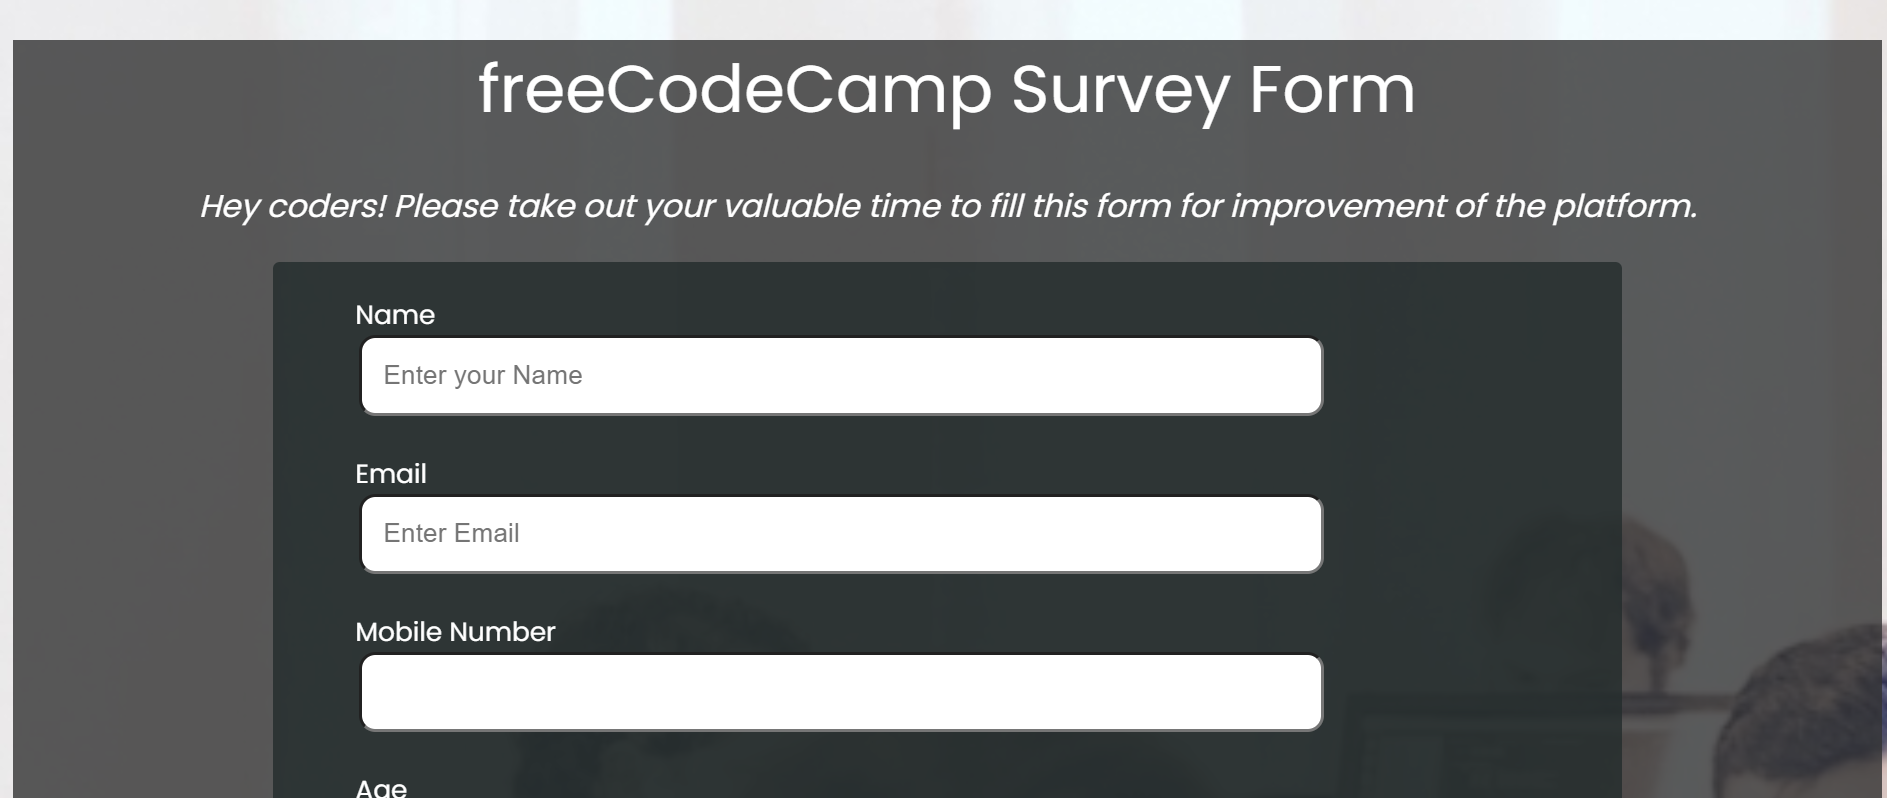 freeCodeCamp Survey Form
Hey coders! Please take out your valuable time to fill this form for improvement of the platform.
Name
Enter your Name
Email
Enter Email
Mobile Number
Age